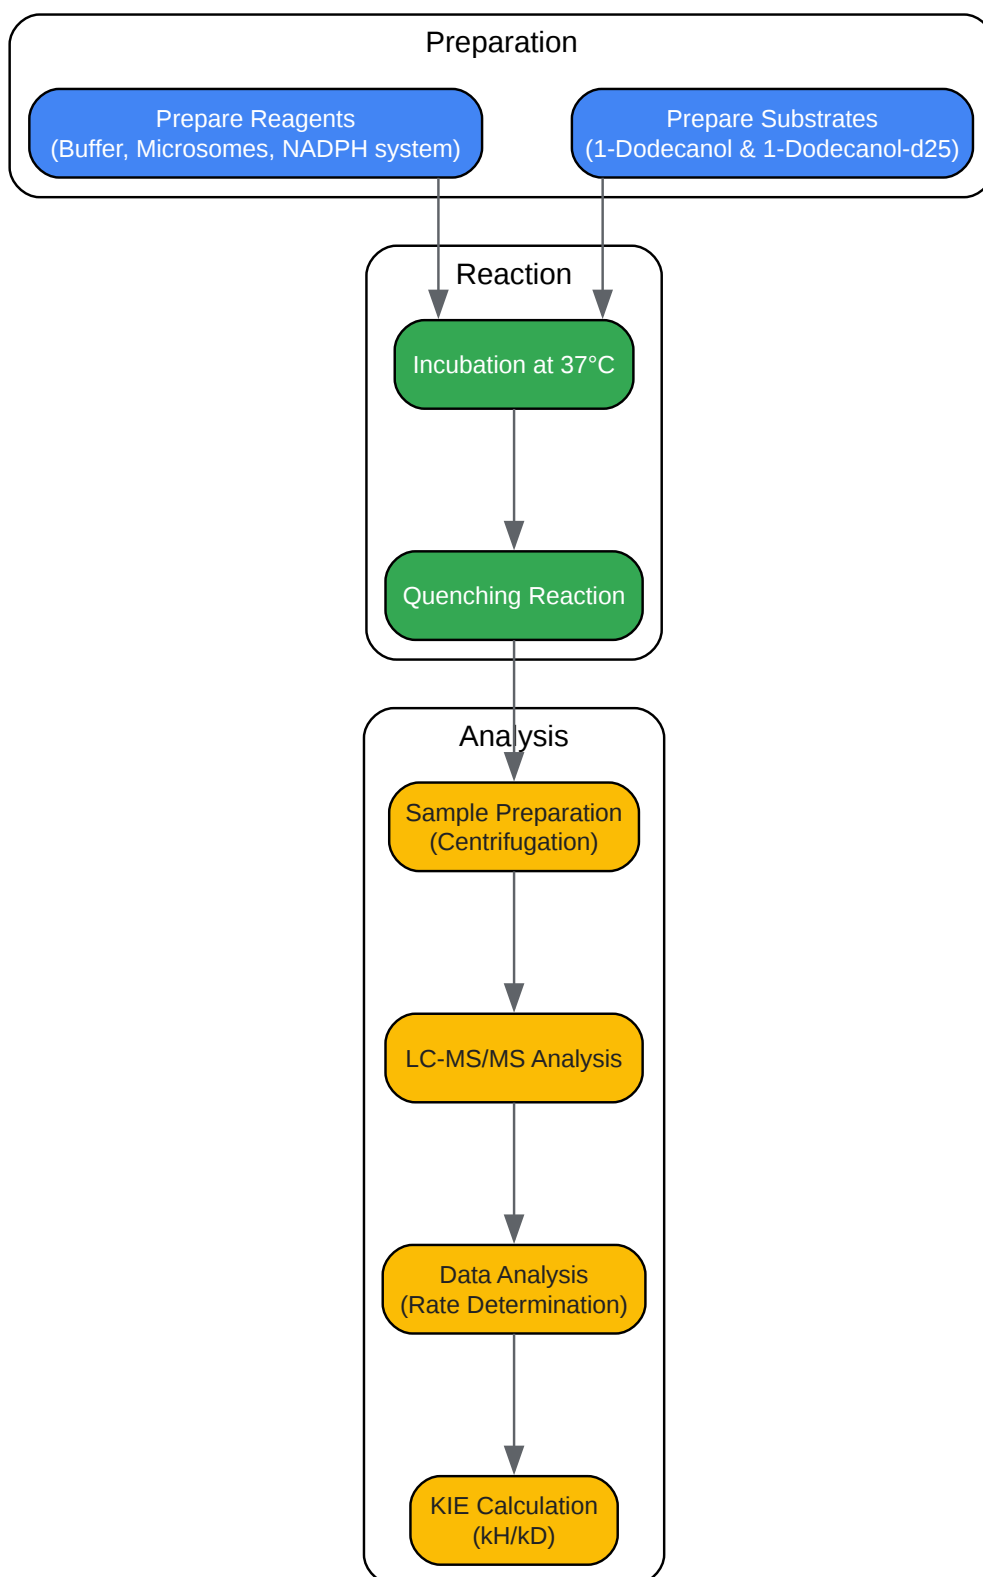 Preparation
Prepare Reagents
(Buffer, Microsomes, NADPH system)
Prepare Substrates
(1-Dodecanol & 1-Dodecanol-d25)
Reaction
Incubation at 37°C
Quenching Reaction
Analysis
Sample Preparation
(Centrifugation)
LC-MS/MS Analysis
Data Analysis
(Rate Determination)
KIE Calculation
(kH/kD)